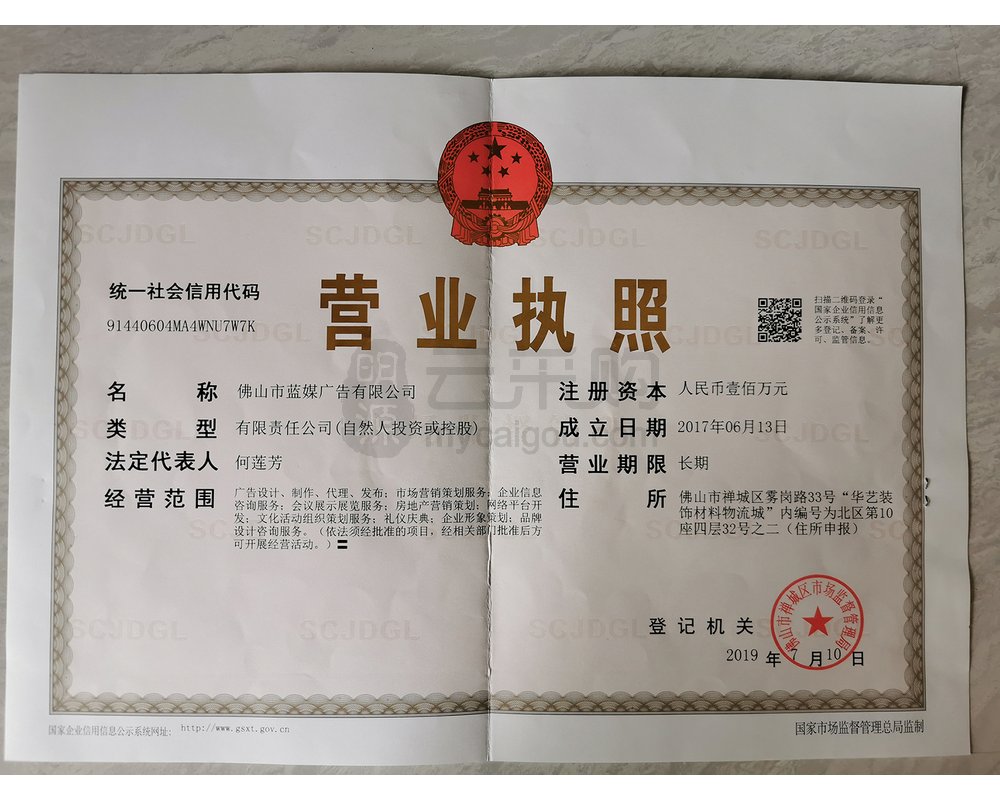 统一社会信用代码
91440604MA4WNU7W7K
营业执照
扫描二维码登录“
国家企业信用信息
公示系统”了解更
多登记、备案、许
可、监管信息。
名 称 佛山市蓝媒广告有限公司
类 型 有限责任公司(自然人投资或控股)
法定代表人 何莲芳
经营范围 广告设计、制作、代理、发布;市场营销策划服务;企业信息
咨询服务;会议展示展览服务;房地产营销策划;网络平台开
发;文化活动组织策划服务;礼仪庆典;企业形象策划;品牌
设计咨询服务。(依法须经批准的项目,经相关部门批准后方
可开展经营活动。)
注册资本 人民币壹佰万元
成立日期 2017年06月13日
营业期限 长期
住 所 佛山市禅城区雾岗路33号“华艺装
饰材料物流城”内编号为北区第10
座四层32号之二(住所申报)
登记机关
佛山市禅城区市场监督管理局
2019 年 7 月 10 日
国家企业信用信息公示系统网址: http://www.gsxt.gov.cn
国家市场监督管理总局监制
SCJDGL SCJDGL SCJDGL SCJDGL
明源云采购
mycaigou.com